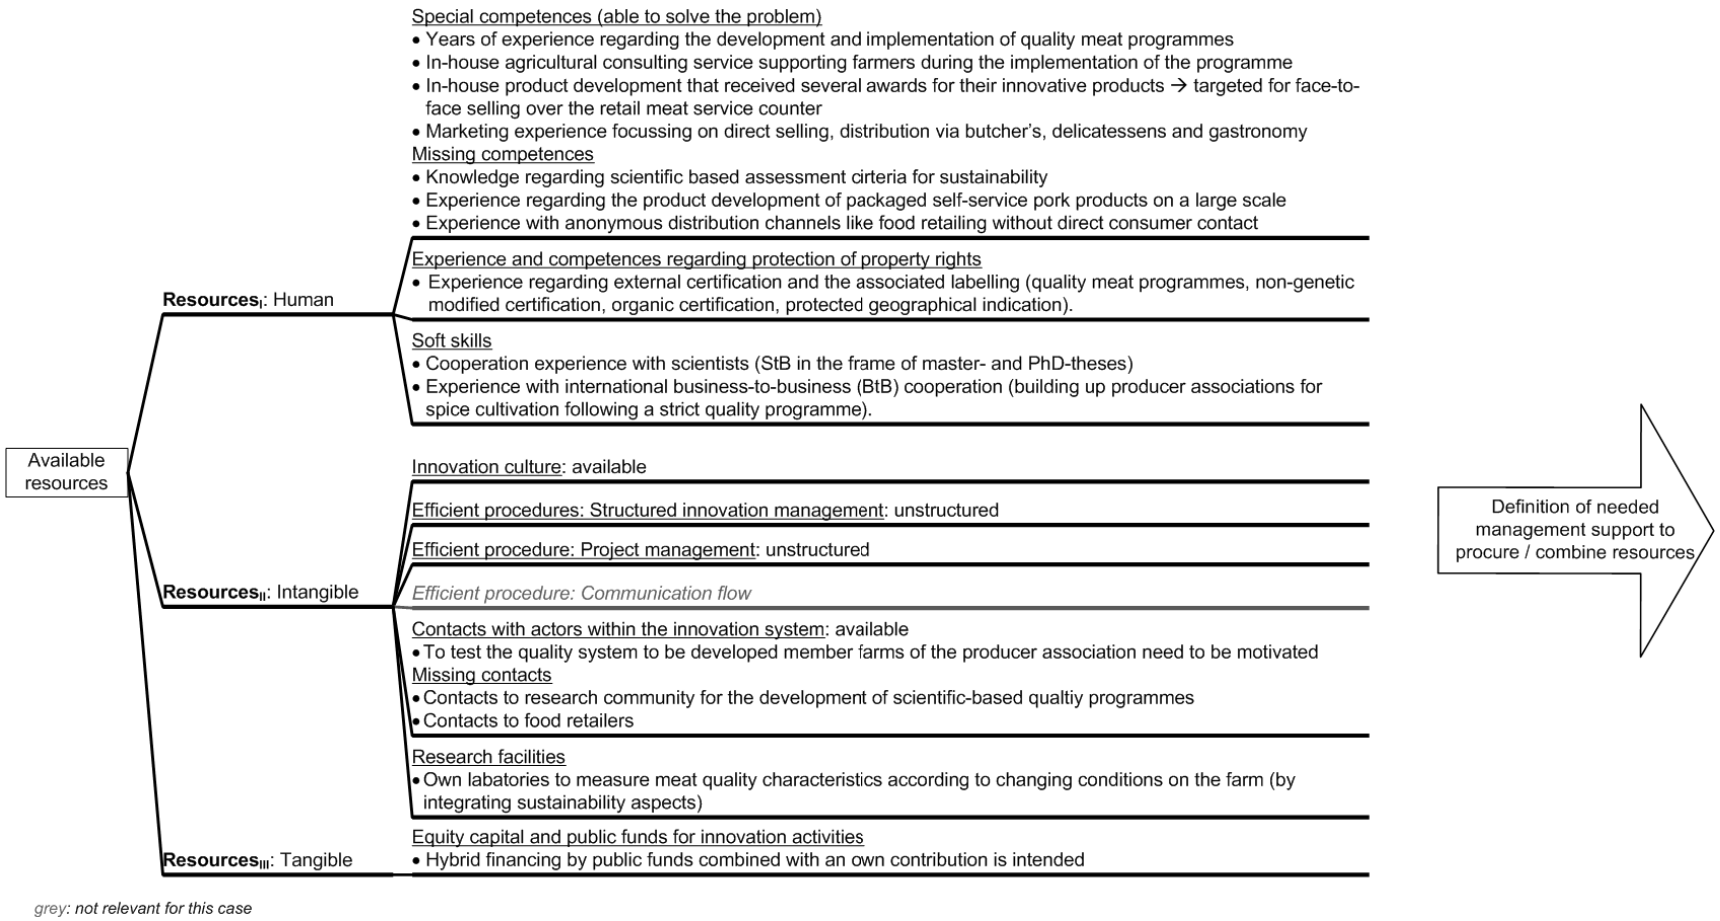 Special competences (able to solve the problem)
• Years of experience regarding the development and implementation of quality meat programmes
• In-house agricultural consulting service supporting farmers during the implementation of the programme
• In-house product development that received several awards for their innovative products → targeted for face-to-
face selling over the retail meat service counter
• Marketing experience focussing on direct selling, distribution via butcher's, delicatessens and gastronomy
Missing competences
• Knowledge regarding scientific based assessment cirteria for sustainability
• Experience regarding the product development of packaged self-service pork products on a large scale
• Experience with anonymous distribution channels like food retailing without direct consumer contact
Experience and competences regarding protection of property rights
• Experience regarding external certification and the associated labelling (quality meat programmes, non-genetic
modified certification, organic certification, protected geographical indication).
Resources I: Human
Soft skills
• Cooperation experience with scientists (StB in the frame of master- and PhD-theses)
• Experience with international business-to-business (BtB) cooperation (building up producer associations for
spice cultivation following a strict quality programme).
Available
resources
Innovation culture: available
Efficient procedures: Structured innovation management: unstructured
Efficient procedure: Project management: unstructured
Resources II: Intangible
Efficient procedure: Communication flow
Contacts with actors within the innovation system: available
• To test the quality system to be developed member farms of the producer association need to be motivated
Missing contacts
• Contacts to research community for the development of scientific-based qualtiy programmes
• Contacts to food retailers
Research facilities
• Own labatories to measure meat quality characteristics according to changing conditions on the farm (by
integrating sustainability aspects)
Resources III: Tangible
Equity capital and public funds for innovation activities
• Hybrid financing by public funds combined with an own contribution is intended
Definition of needed
management support to
procure / combine resources
grey: not relevant for this case